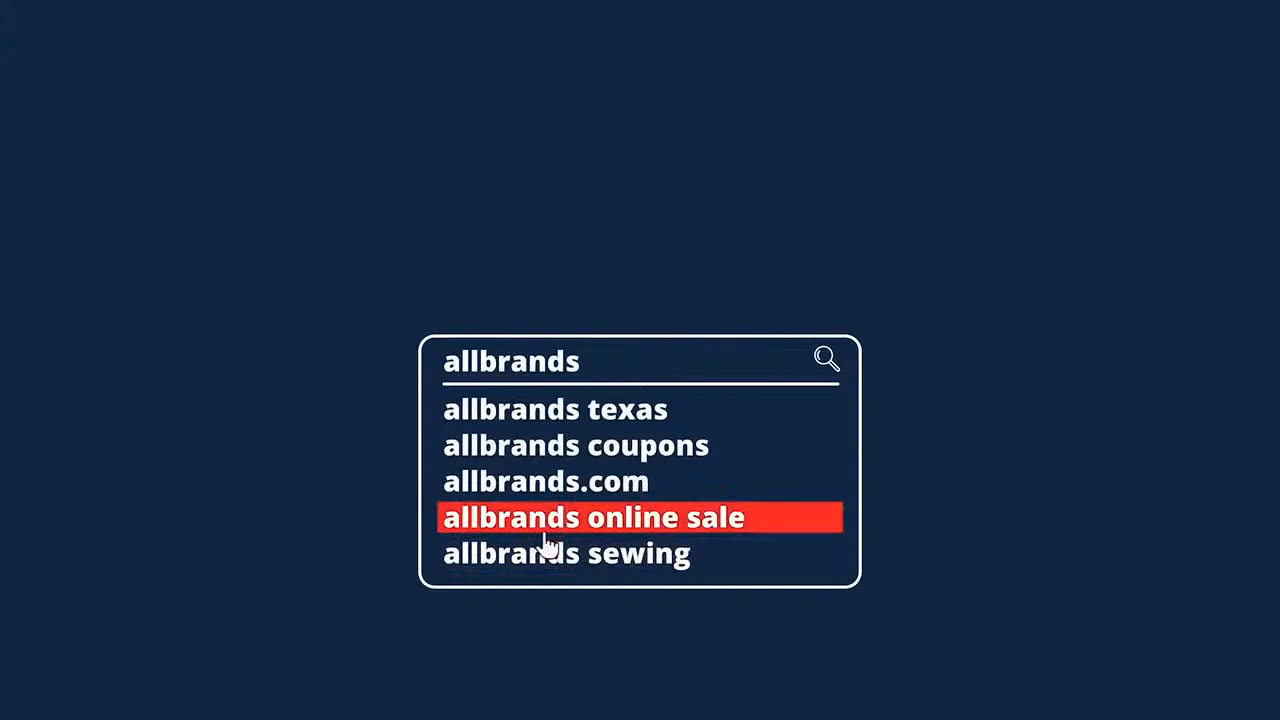 allbrands
allbrands texas
allbrands coupons
allbrands.com
allbrands online sale
allbrands sewing